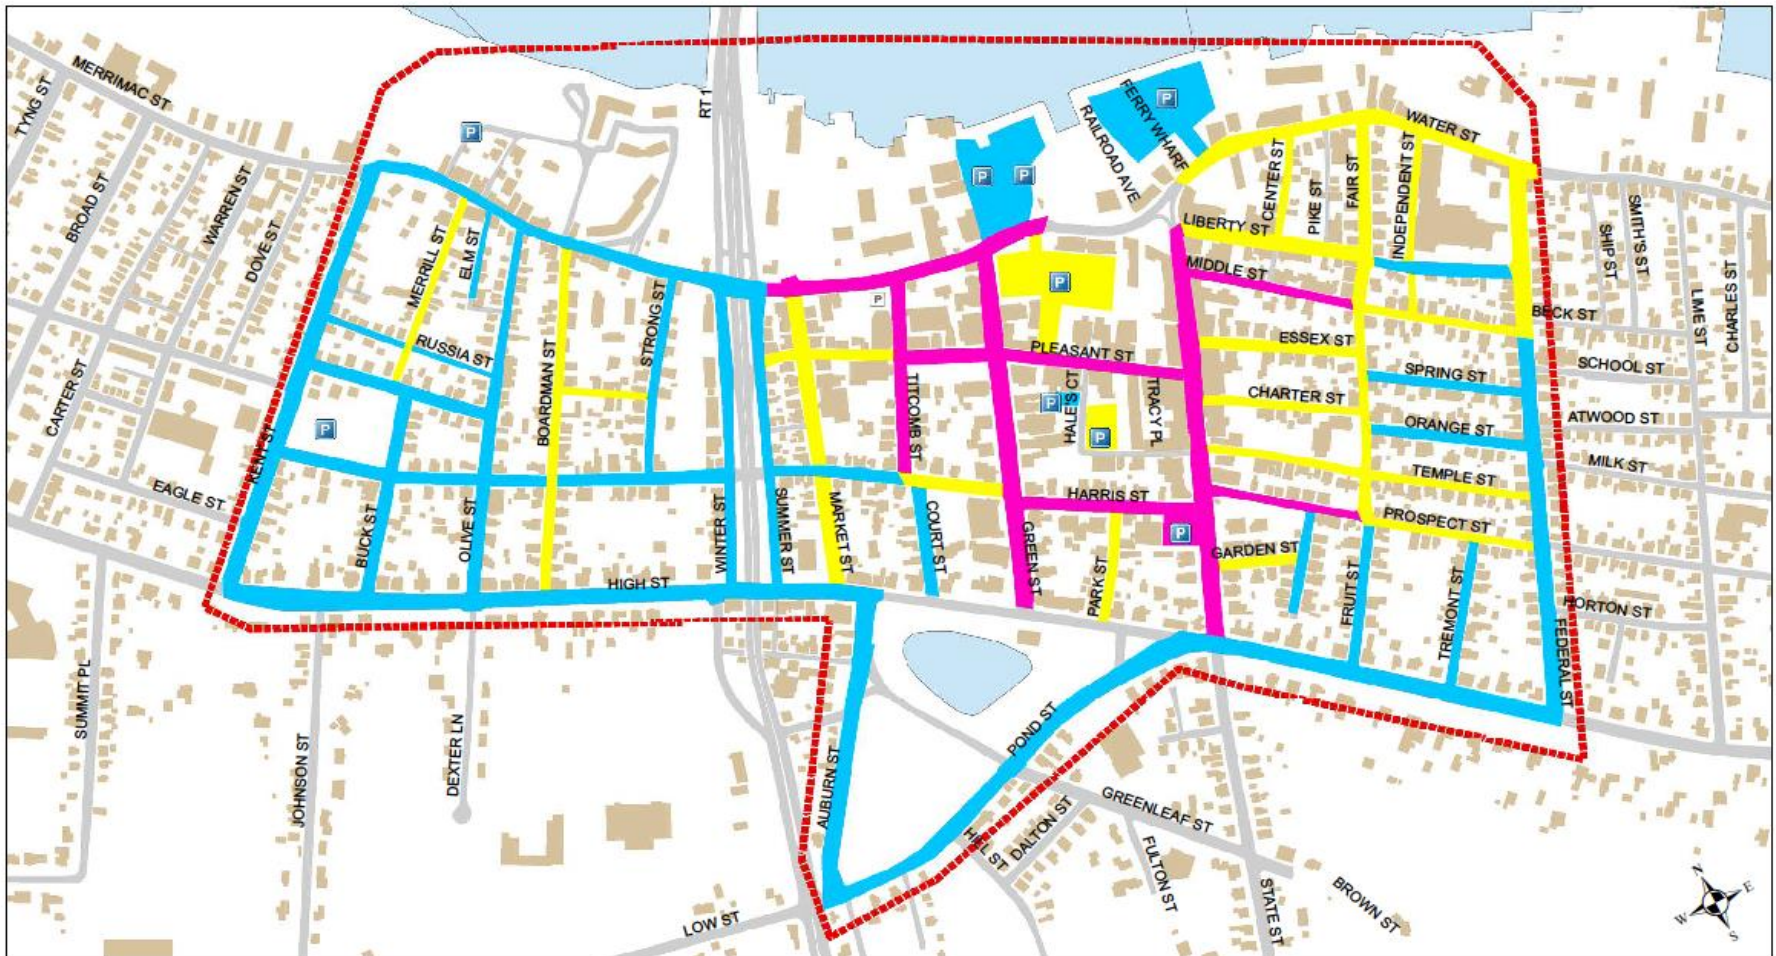 MERRIMAC ST
TYNG ST
BROAD ST
WARREN ST
DOVE ST
CARTER ST
EAGLE ST
KENT ST
SUMMIT PL
P
MERRILL ST
ELM ST
RUSSIA ST
P
BUCK ST
OLIVE ST
BOARDMAN ST
STRONG ST
WINTER ST
HIGH ST
JOHNSON ST
DEXTER LN
RT 1
SUMMER ST
MARKET ST
P
TITCOMB ST
COURT ST
GREEN ST
P
P
P
RAILROAD AVE
FERRY WHARF
P
PLEASANT ST
HALE'S CT
P
P
TRACY PL
HARRIS ST
P
PARK ST
WATER ST
CENTER ST
PIKE ST
FAIR ST
INDEPENDENT ST
LIBERTY ST
MIDDLE ST
ESSEX ST
CHARTER ST
BECK ST
SPRING ST
ORANGE ST
TEMPLE ST
PROSPECT ST
GARDEN ST
FRUIT ST
TREMONT ST
FEDERAL ST
SHIP ST
SMITH'S ST
LIME ST
CHARLES ST
SCHOOL ST
ATWOOD ST
MILK ST
HORTON ST
AUBURN ST
POND ST
LOW ST
HILL ST
DALTON ST
GREENLEAF ST
FULTON ST
STATE ST
BROWN ST
N
E
W
S